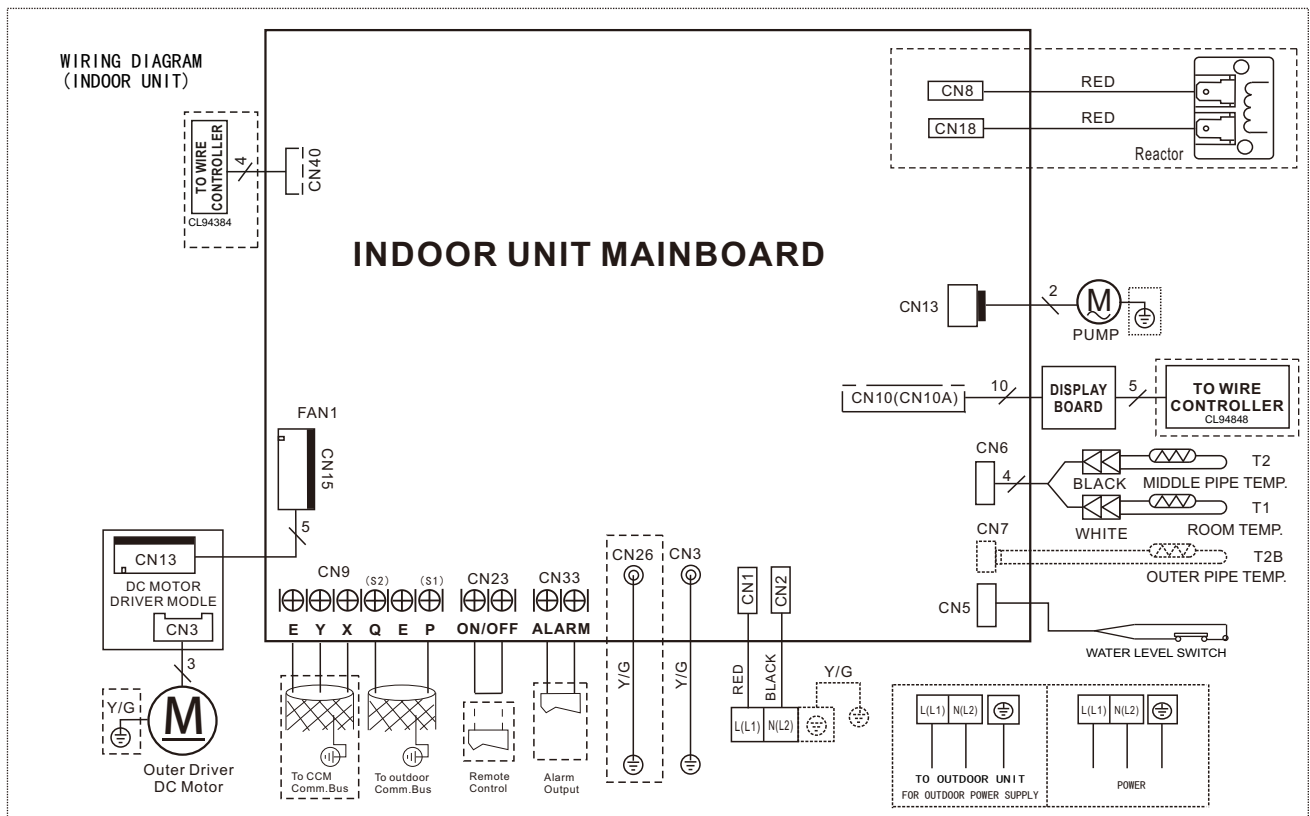 WIRING DIAGRAM
(INDOOR UNIT)
TO WIRE
CONTROLLER
CL94384
4
CN40
INDOOR UNIT MAINBOARD
CN8
RED
CN18
RED
Reactor
CN13
2
M
PUMP
CN10(CN10A)
10
DISPLAY
BOARD
5
TO WIRE
CONTROLLER
CL94848
CN6
4
BLACK
T2
MIDDLE PIPE TEMP.
WHITE
T1
ROOM TEMP.
CN7
T2B
OUTER PIPE TEMP.
CN5
WATER LEVEL SWITCH
FAN1
CN15
5
CN13
DC MOTOR
DRIVER MODLE
CN3
3
Y/G
M
Outer Driver
DC Motor
CN9
(S2)
(S1)
E Y X Q E P
To CCM
Comm.Bus
To outdoor
Comm.Bus
CN23
ON/OFF
Remote
Control
CN33
ALARM
Alarm
Output
CN26
Y/G
CN3
Y/G
CN1
CN2
RED
BLACK
Y/G
L(L1) N(L2)
L(L1) N(L2)
TO OUTDOOR UNIT
FOR OUTDOOR POWER SUPPLY
L(L1) N(L2)
POWER